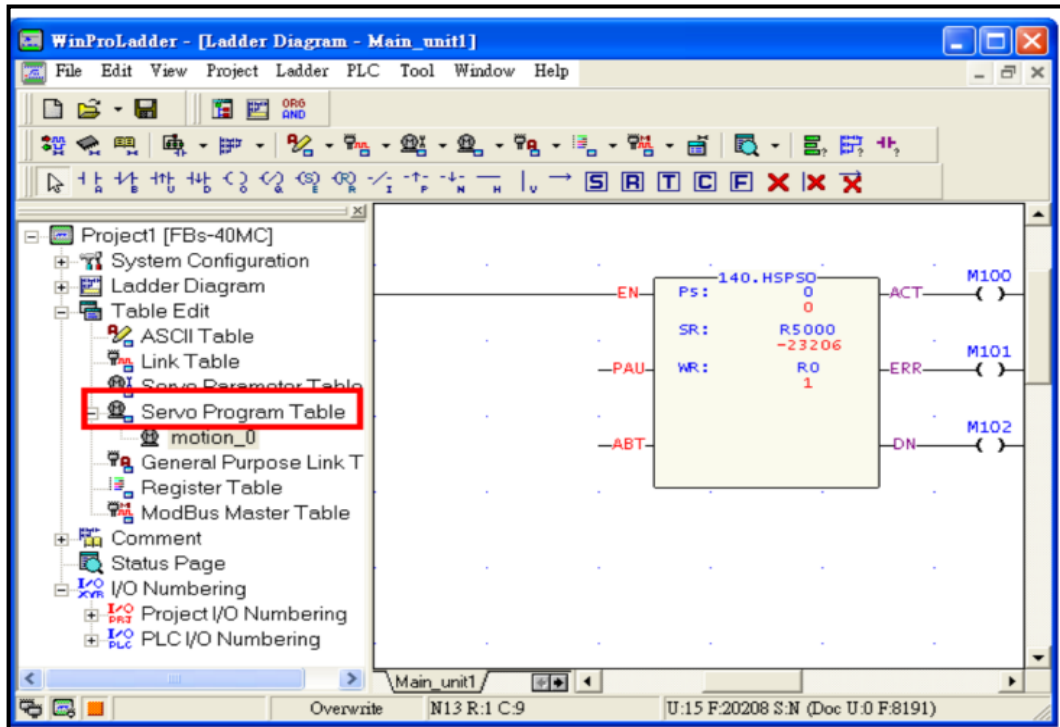 WinProLadder - [Ladder Diagram - Main_unit1]
File Edit View Project Ladder PLC Tool Window Help
ORG
AND
A B U D ( ) Q (S) E (R) R I P N H V S R T C F
Project1 [FBs-40MC]
System Configuration
Ladder Diagram
Table Edit
ASCII Table
Link Table
Servo Parameter Table
Servo Program Table
motion_0
General Purpose Link T
Register Table
ModBus Master Table
Comment
Status Page
I/O XYR I/O Numbering
I/O PRJ Project I/O Numbering
I/O PLC PLC I/O Numbering
140.HSPSO
EN
Ps: 0
0
ACT
M100
( )
SR: R5000
-23206
PAU
WR: R0
1
ERR
M101
( )
ABT
DN
M102
( )
Main_unit1
Overwrite
N13 R:1 C:9
U:15 F:20208 S:N (Doc U:0 F:8191)